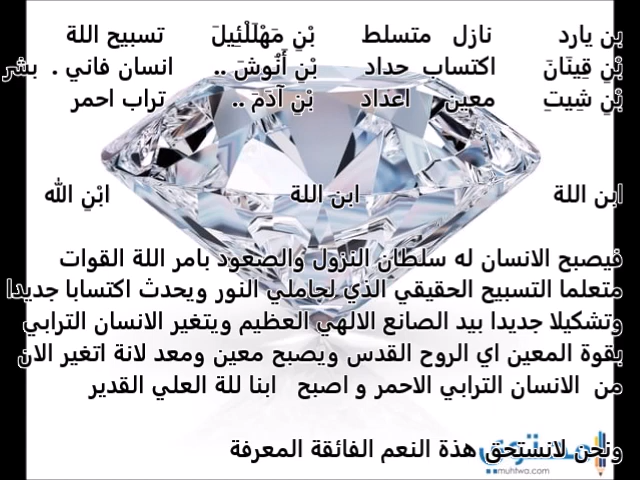 بْنِ يارد نازل متسلط بْنِ مَهْلَلْئِيلَ تسبيح اللة
بْنِ قِينَانَ اكتساب حداد بْنِ أَنُوشَ .. انسان فاني . بشر
بْنِ شِيتِ معين اعداد بْنِ آدَمَ .. تراب احمر
ابن اللة ابن اللة ابْنِ الله
فيصبح الانسان له سلطان النزول والصعود بامر اللة القوات
متعلما التسبيح الحقيقي الذي لحاملي النور ويحدث اكتسابا جديدا
وتشكيلا جديدا بيد الصانع الالهي العظيم ويتغير الانسان الترابي
بقوة المعين اي الروح القدس ويصبح معين ومعد لانة اتغير الان
من الانسان الترابي الاحمر و اصبح ابنا للة العلي القدير
ونحن لانستحق هذة النعم الفائقة المعرفة
محتوى
muhtwa.com